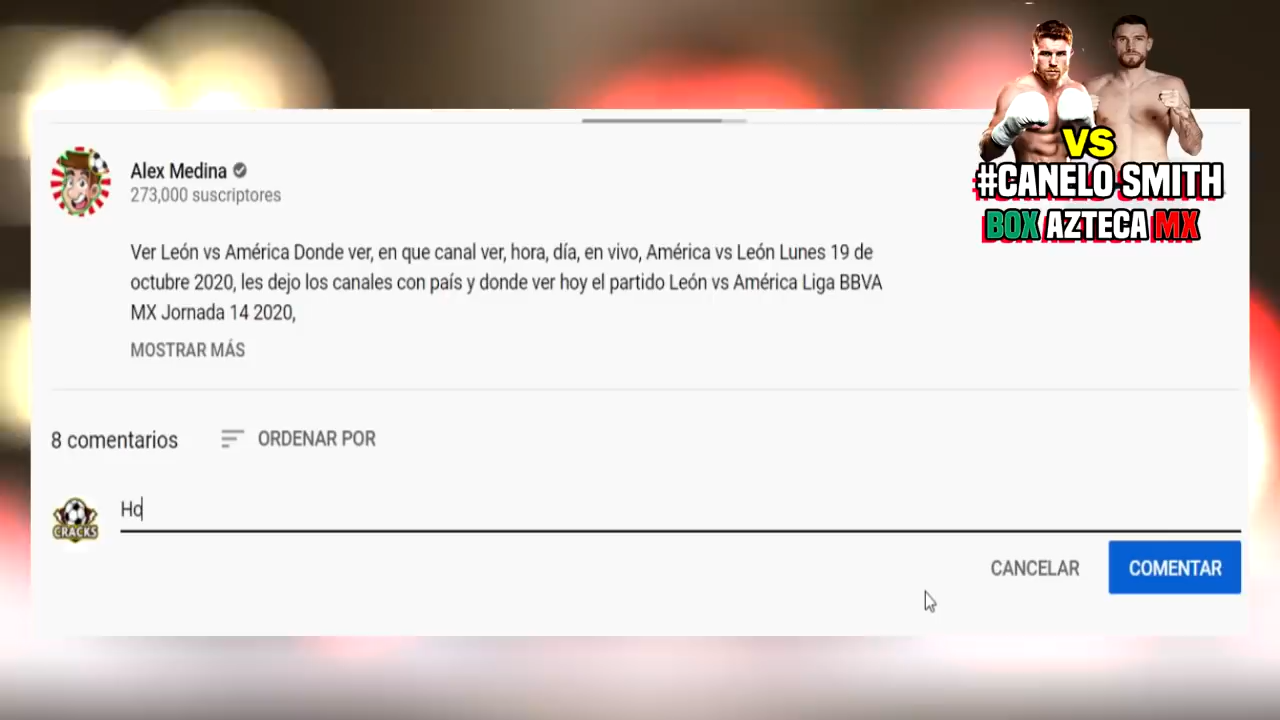 VS
#CANELO SMITH
BOX AZTECA MX
Alex Medina
273,000 suscriptores
Ver León vs América Donde ver, en que canal ver, hora, día, en vivo, América vs León Lunes 19 de
octubre 2020, les dejo los canales con país y donde ver hoy el partido León vs América Liga BBVA
MX Jornada 14 2020,
MOSTRAR MÁS
8 comentarios
ORDENAR POR
CRACKS
Ho
CANCELAR
COMENTAR